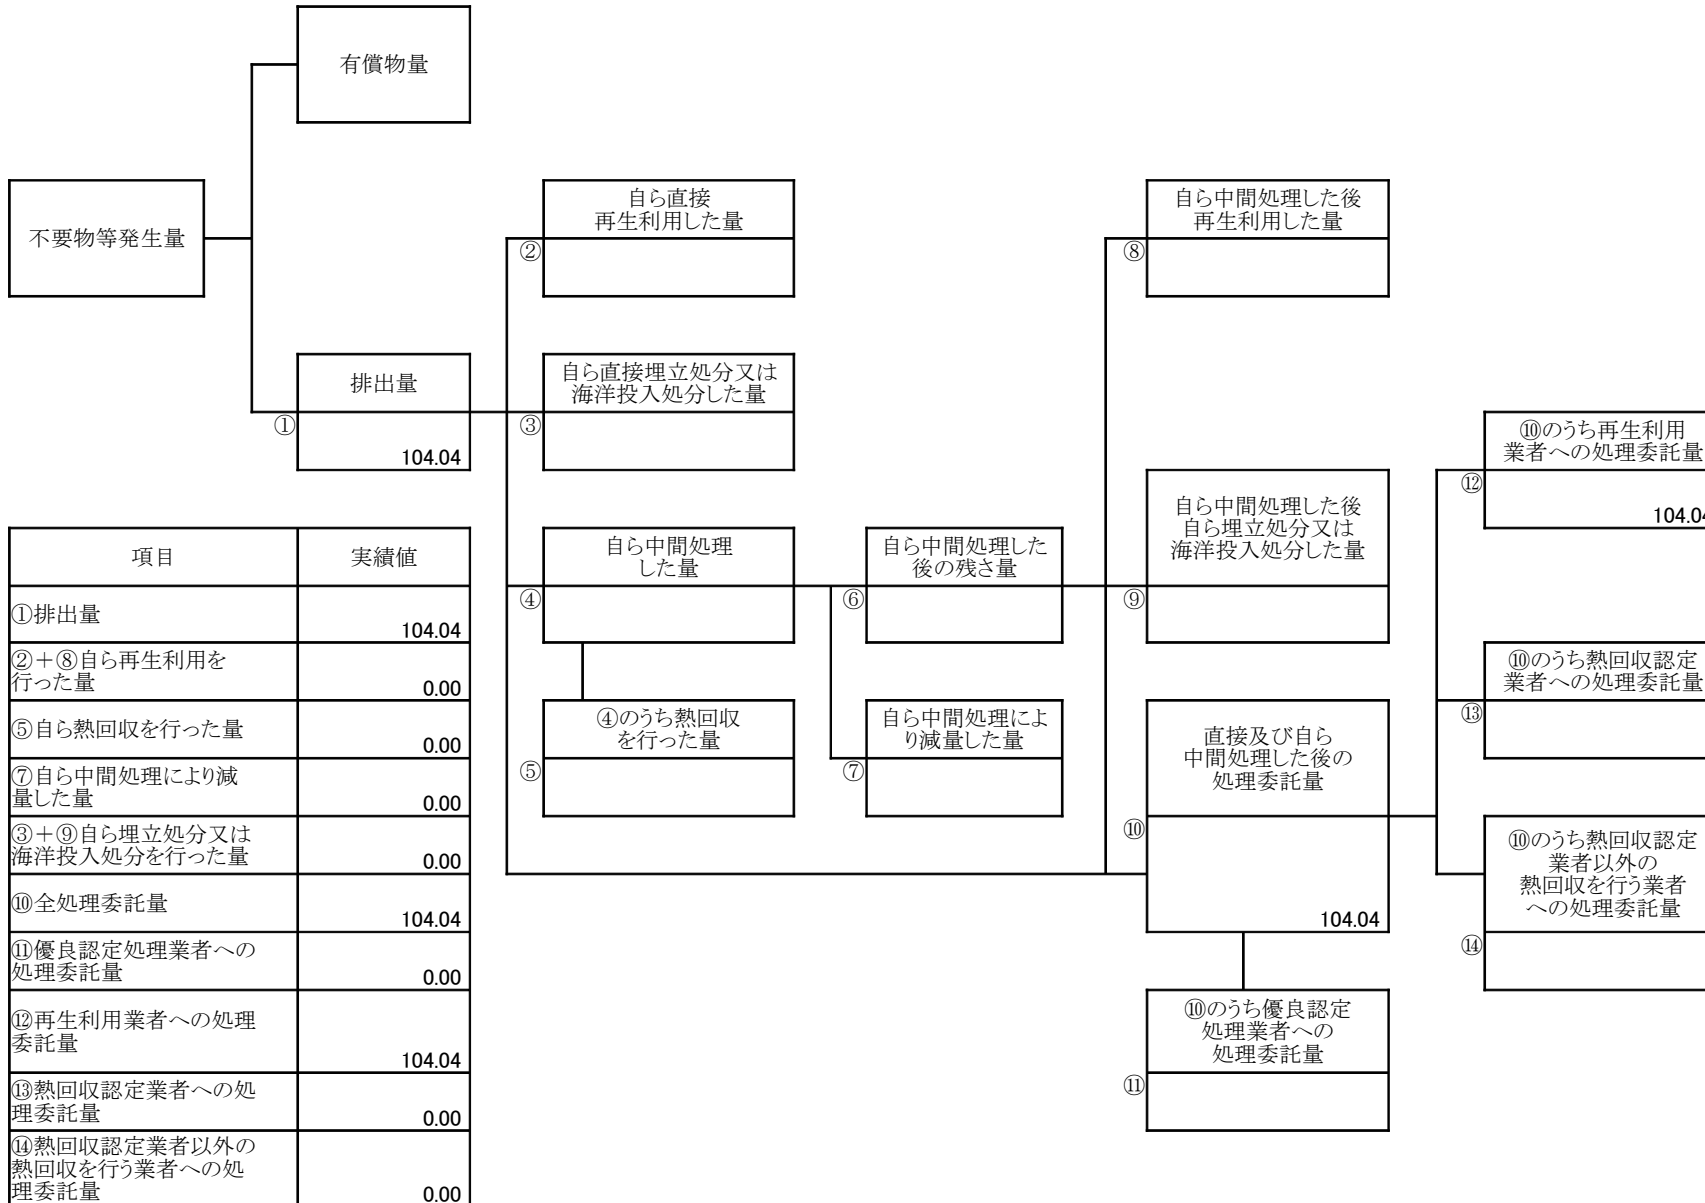 有償物量
不要物等発生量
自ら直接
再生利用した量
②
自ら中間処理した後
再生利用した量
⑧
排出量
①
104.04
自ら直接埋立処分又は
海洋投入処分した量
③
⑩のうち再生利用
業者への処理委託量
⑫
104.04
自ら中間処理
した量
④
自ら中間処理した
後の残さ量
⑥
自ら中間処理した後
自ら埋立処分又は
海洋投入処分した量
⑨
⑩のうち熱回収認定
業者への処理委託量
⑬
④のうち熱回収
を行った量
⑤
自ら中間処理によ
り減量した量
⑦
直接及び自ら
中間処理した後の
処理委託量
⑩
104.04
⑩のうち熱回収認定
業者以外の
熱回収を行う業者
への処理委託量
⑭
⑩のうち優良認定
処理業者への
処理委託量
⑪
項目 実績値
①排出量 104.04
②＋⑧自ら再生利用を
行った量 0.00
⑤自ら熱回収を行った量 0.00
⑦自ら中間処理により減
量した量 0.00
③＋⑨自ら埋立処分又は
海洋投入処分を行った量 0.00
⑩全処理委託量 104.04
⑪優良認定処理業者への
処理委託量 0.00
⑫再生利用業者への処理
委託量 104.04
⑬熱回収認定業者への処
理委託量 0.00
⑭熱回収認定業者以外の
熱回収を行う業者への処
理委託量 0.00